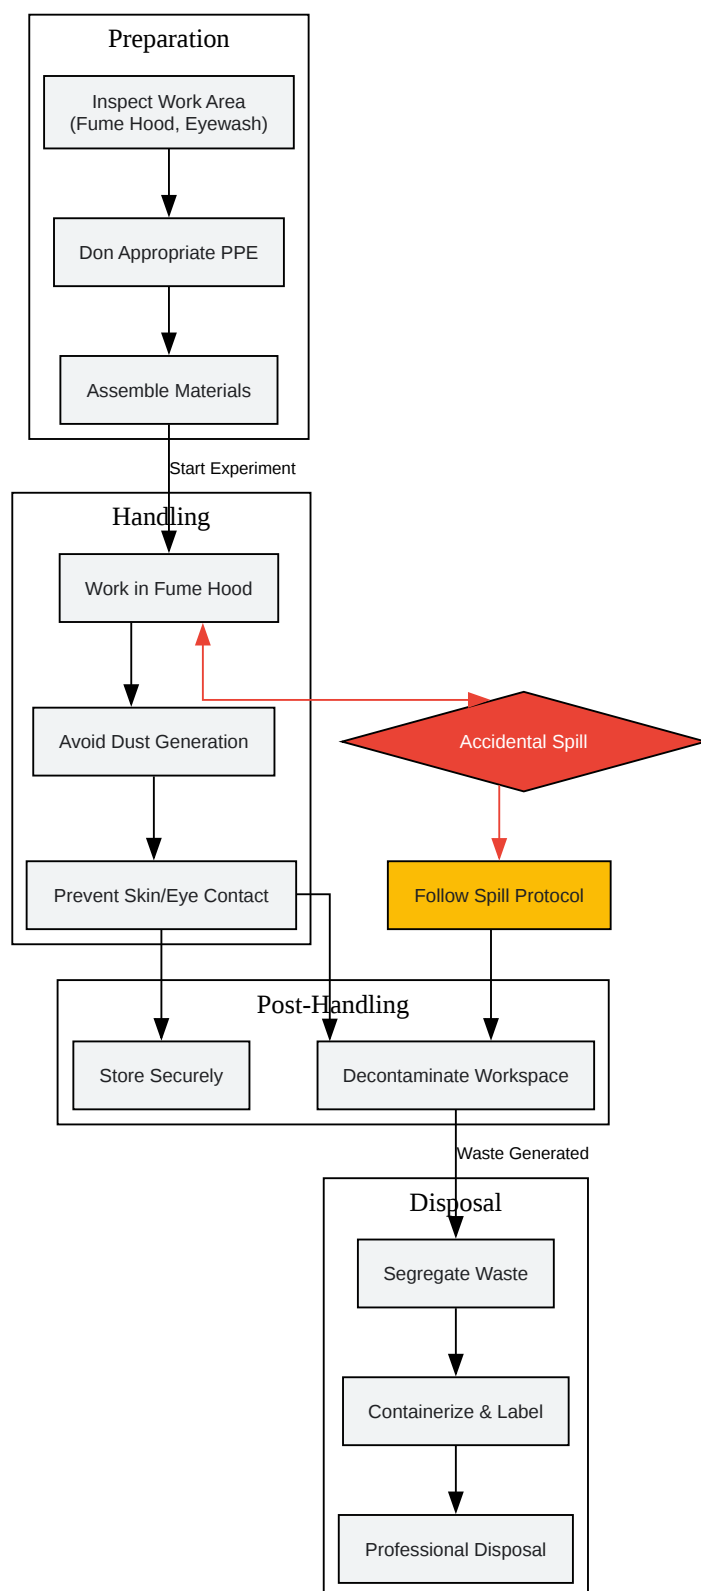 Preparation
Inspect Work Area
(Fume Hood, Eyewash)
Don Appropriate PPE
Assemble Materials
Start Experiment
Handling
Work in Fume Hood
Avoid Dust Generation
Accidental Spill
Prevent Skin/Eye Contact
Follow Spill Protocol
Post-Handling
Store Securely
Decontaminate Workspace
Waste Generated
Disposal
Segregate Waste
Containerize & Label
Professional Disposal